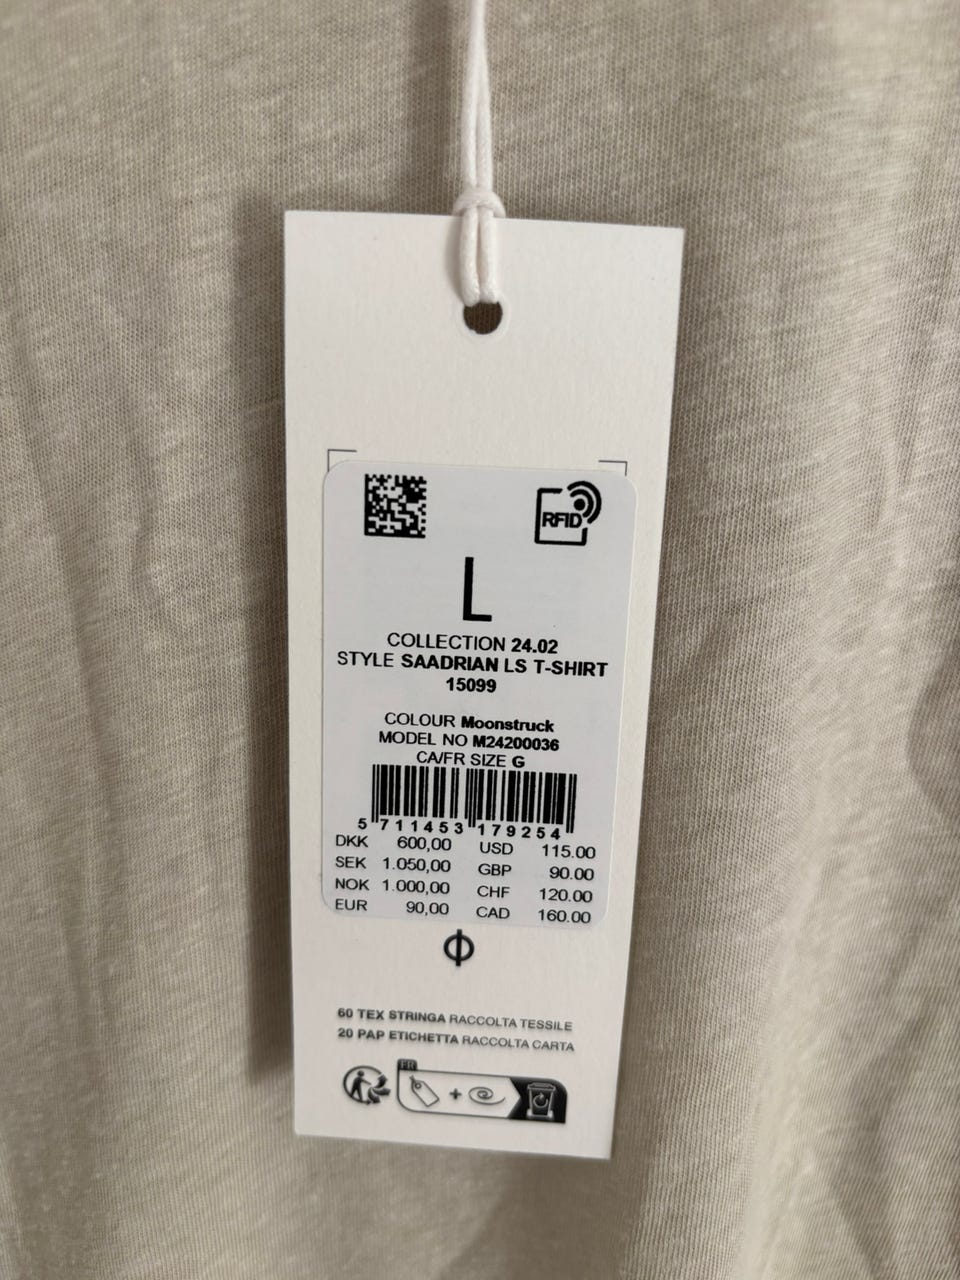 RFID
L
COLLECTION 24.02
STYLE SAADRIAN LS T-SHIRT
15099
COLOUR Moonstruck
MODEL NO M24200036
CA/FR SIZE G
5 711453 179254
DKK 600,00 USD 115.00
SEK 1.050,00 GBP 90.00
NOK 1.000,00 CHF 120.00
EUR 90,00 CAD 160.00
60 TEX STRINGA RACCOLTA TESSILE
20 PAP ETICHETTA RACCOLTA CARTA
FR
+